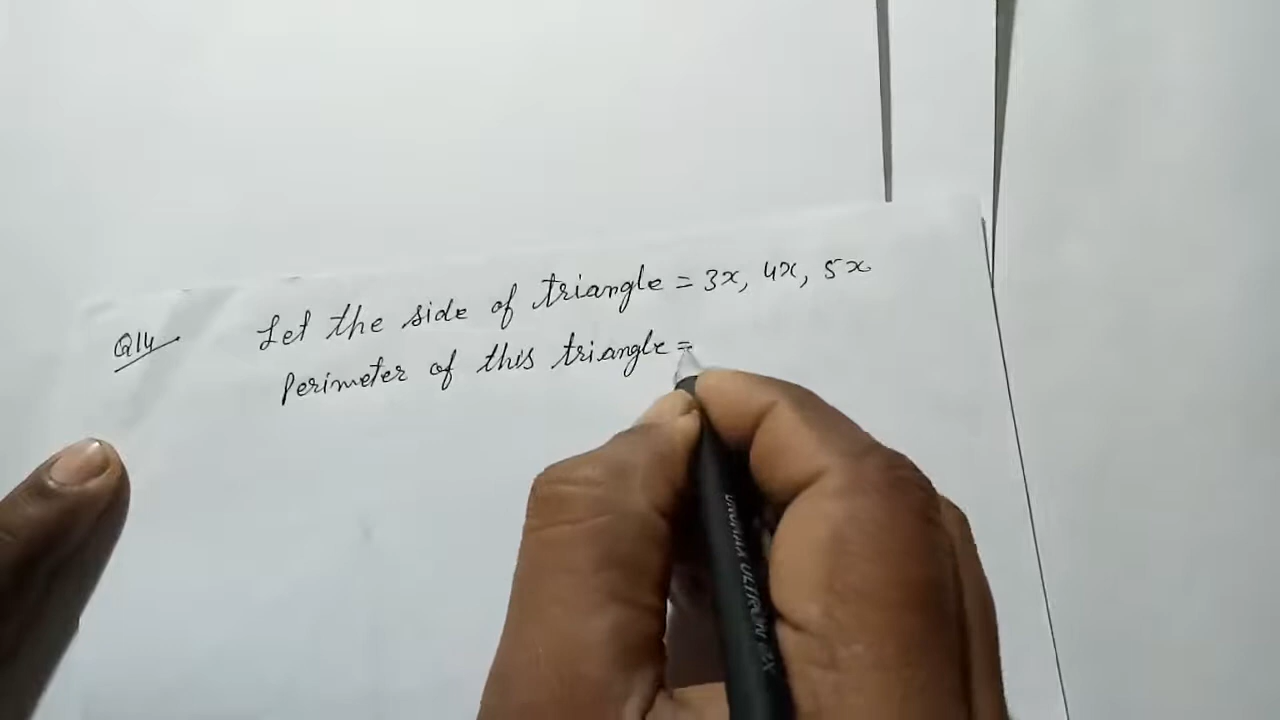 Q14 Let the side of triangle = 3x, 4x, 5x
Perimeter of this triangle =